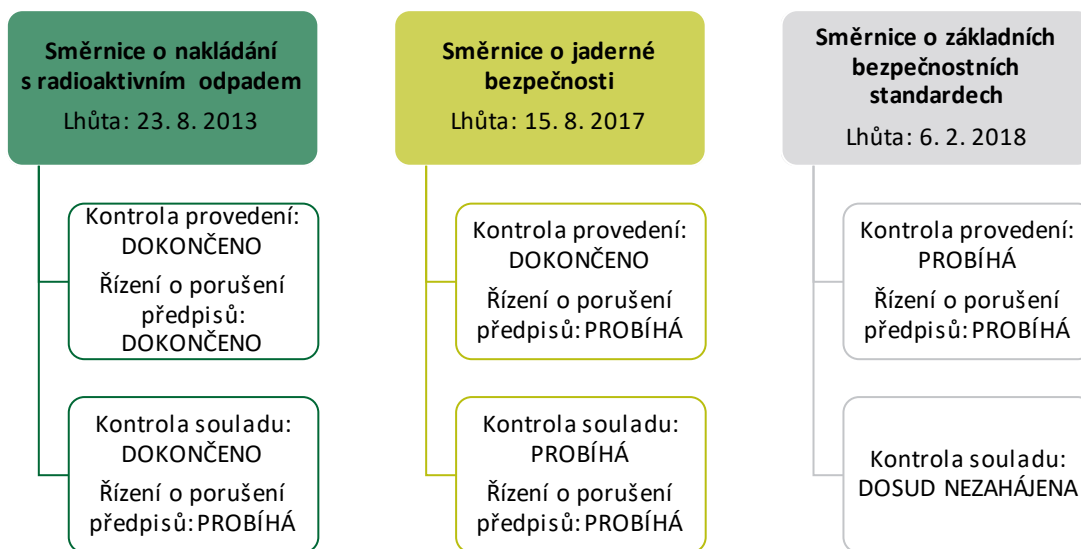 Směrnice o nakládání
s radioaktivním odpadem
Lhůta: 23. 8. 2013
Kontrola provedení:
DOKONČENO
Řízení o porušení
předpisů:
DOKONČENO
Kontrola souladu:
DOKONČENO
Řízení o porušení
předpisů: PROBÍHÁ
Směrnice o jaderné
bezpečnosti
Lhůta: 15. 8. 2017
Kontrola provedení:
DOKONČENO
Řízení o porušení
předpisů: PROBÍHÁ
Kontrola souladu:
PROBÍHÁ
Řízení o porušení
předpisů: PROBÍHÁ
Směrnice o základních
bezpečnostních
standardech
Lhůta: 6. 2. 2018
Kontrola provedení:
PROBÍHÁ
Řízení o porušení
předpisů: PROBÍHÁ
Kontrola souladu:
DOSUD NEZAHÁJENA